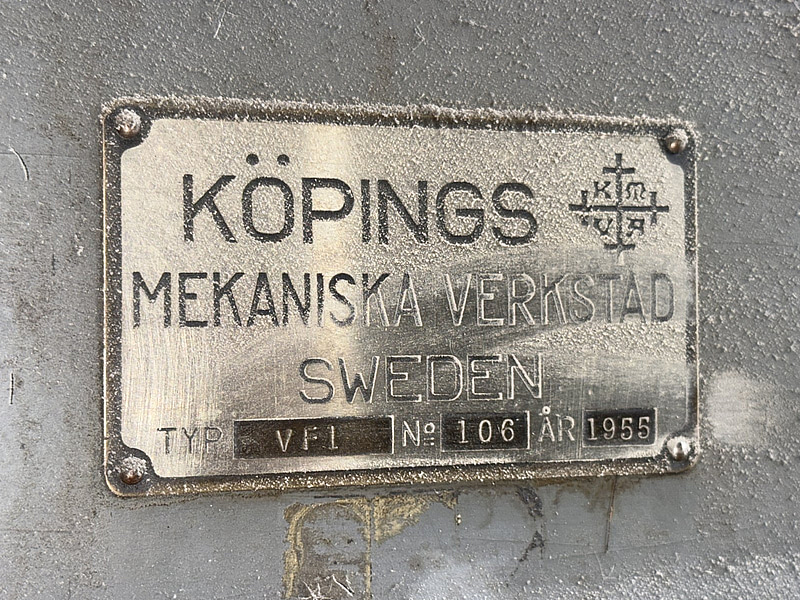 KÖPINGS
K M
V A
MEKANISKA VERKSTAD
SWEDEN
TYP VF1 Nº 106 ÅR 1955